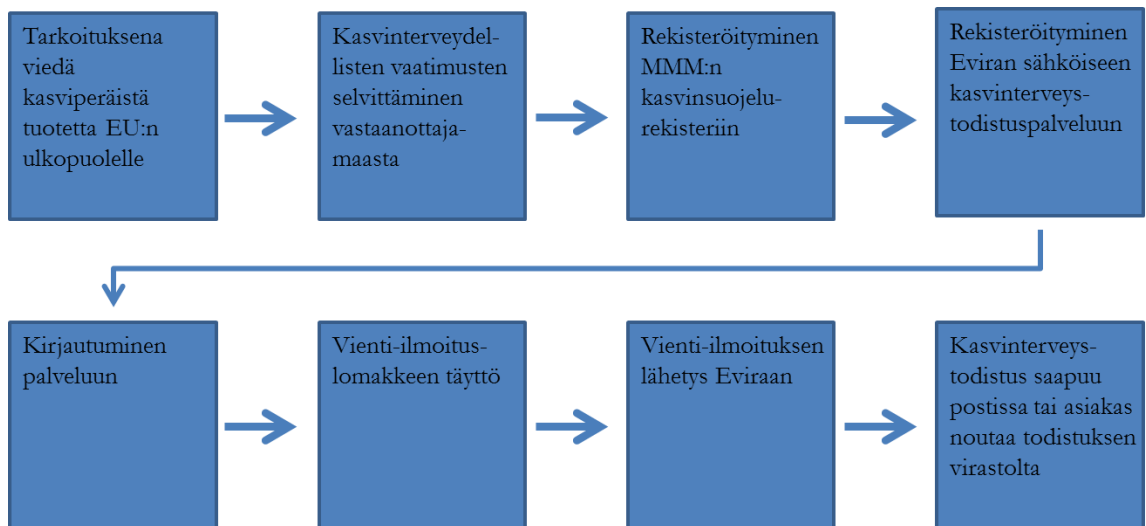 Tarkoituksena
viedä
kasviperäistä
tuotetta EU:n
ulkopuolelle
Kasvinterveydel-
listen vaatimusten
selvittäminen
vastaanottaja-
maasta
Rekisteröityminen
MMM:n
kasvinsuojelu-
rekisteriin
Rekisteröityminen
Eviran sähköiseen
kasvinterveys-
todistuspalveluun
Kirjautuminen
palveluun
Vienti-ilmoitus-
lomakkeen täyttö
Vienti-ilmoituksen
lähetys Eviraan
Kasvinterveys-
todistus saapuu
postissa tai asiakas
noutaa todistuksen
virastolta